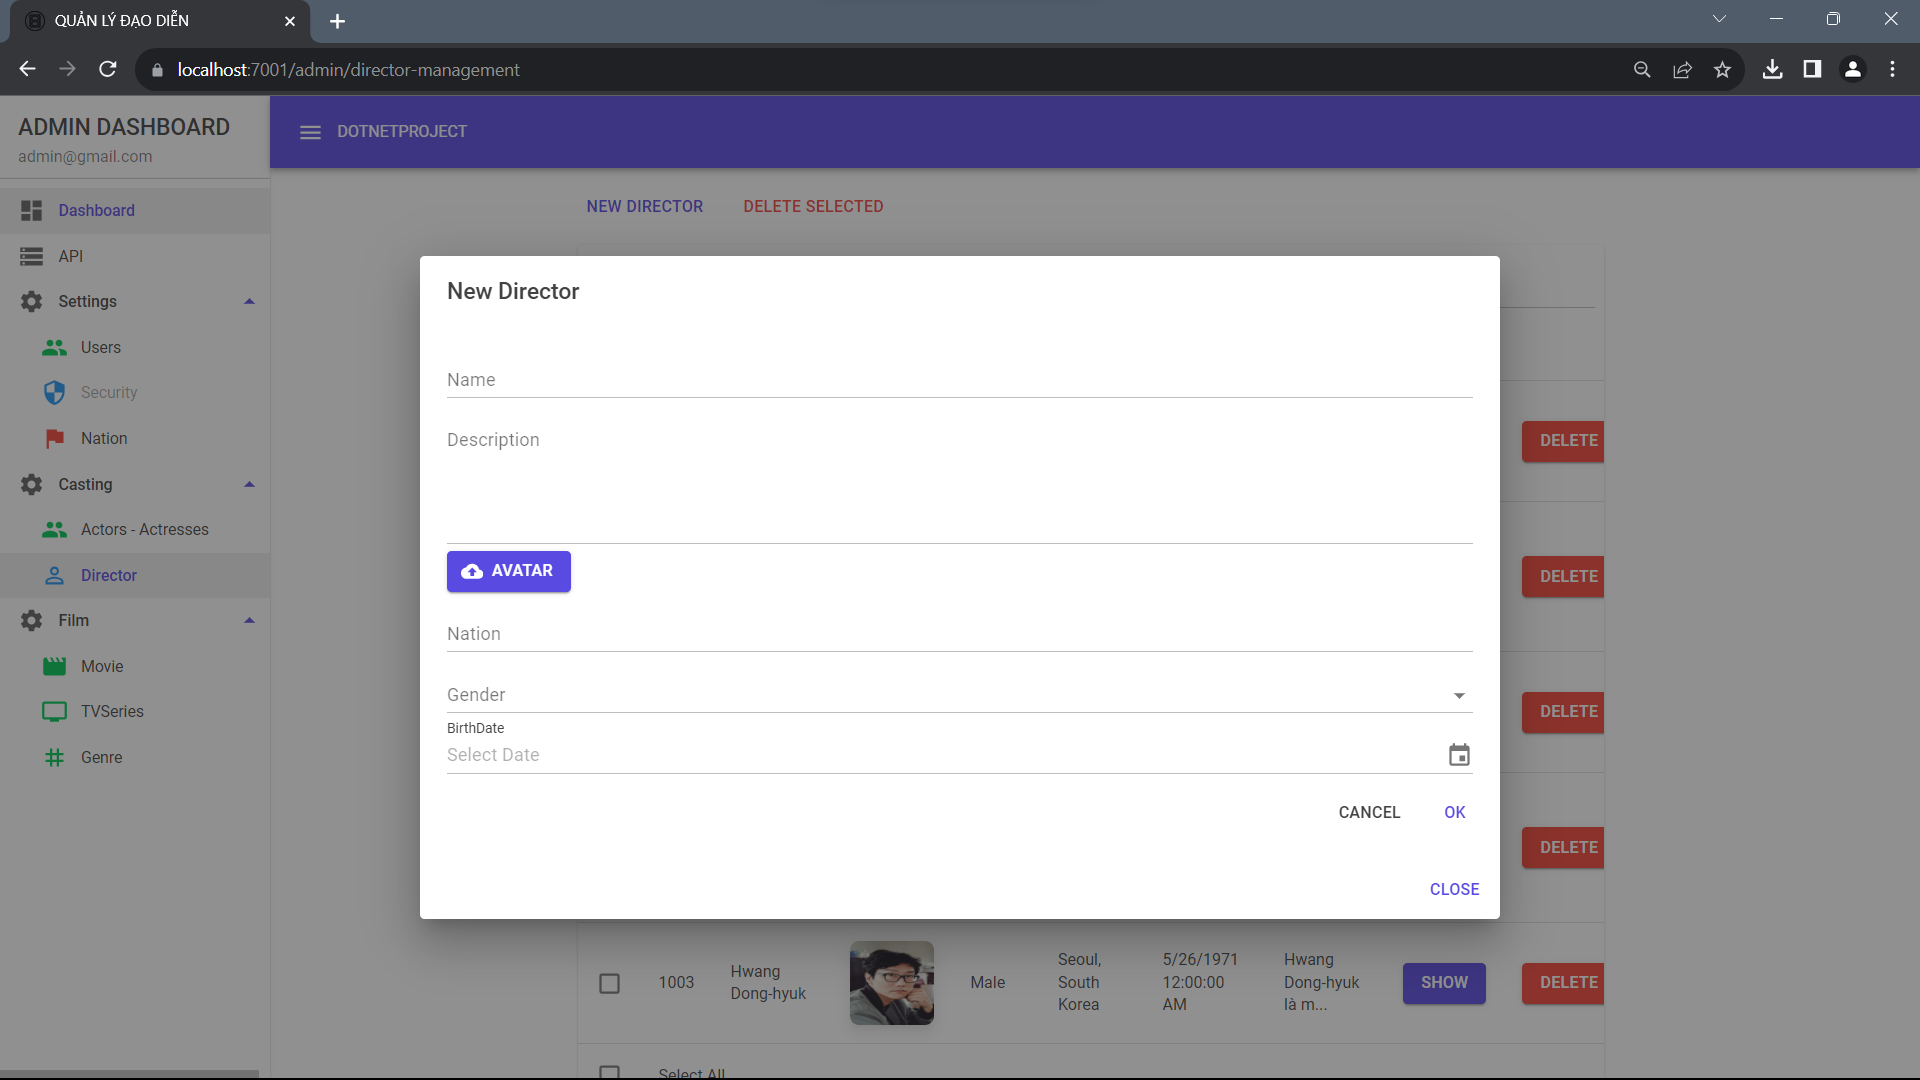 QUẢN LÝ ĐẠO DIỄN
localhost:7001/admin/director-management
ADMIN DASHBOARD
admin@gmail.com
DOTNETPROJECT
Dashboard
API
Settings
Users
Security
Nation
Casting
Actors - Actresses
Director
Film
Movie
TVSeries
Genre
NEW DIRECTOR
DELETE SELECTED
New Director
Name
Description
AVATAR
Nation
Gender
BirthDate
Select Date
CANCEL
OK
CLOSE
DELETE
DELETE
DELETE
DELETE
1003
Hwang
Dong-hyuk
Male
Seoul,
South
Korea
5/26/1971
12:00:00
AM
Hwang
Dong-hyuk
là m...
SHOW
DELETE
Select All